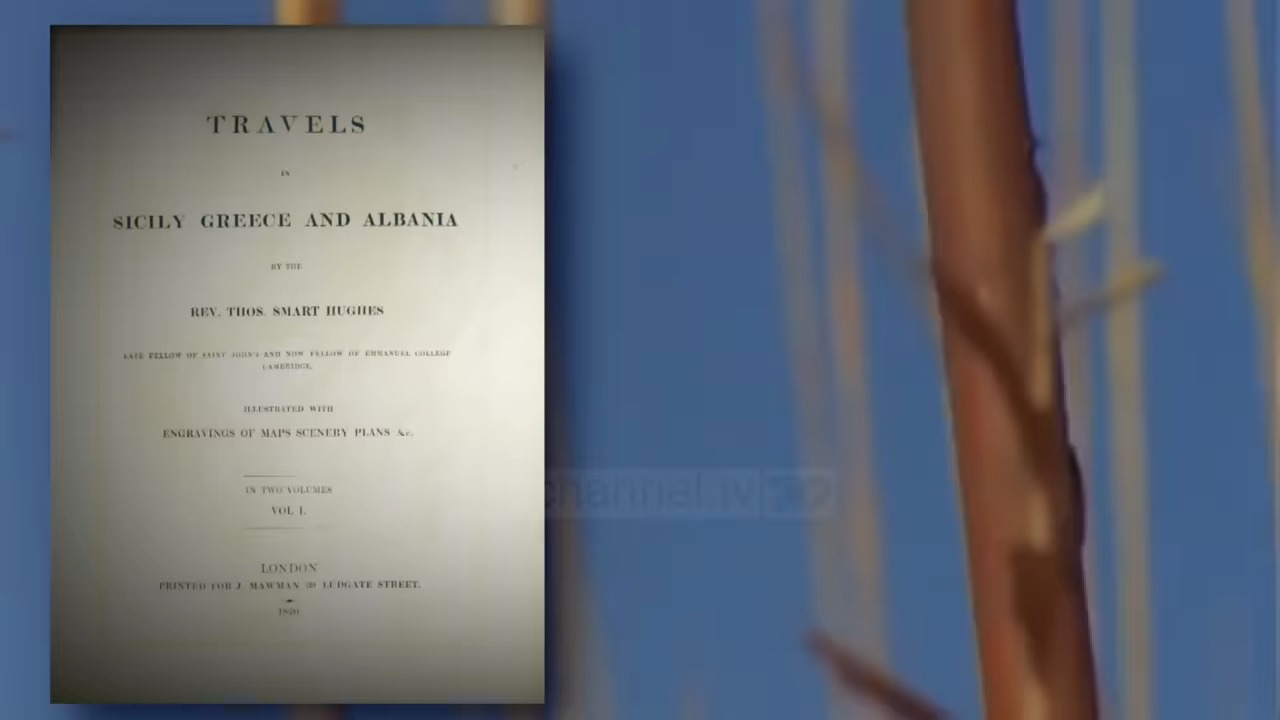 TRAVELS
IN
SICILY GREECE AND ALBANIA
BY THE
REV. THOS. SMART HUGHES
LATE FELLOW OF SAINT JOHN'S AND NOW FELLOW OF EMMANUEL COLLEGE
CAMBRIDGE.
ILLUSTRATED WITH
ENGRAVINGS OF MAPS SCENERY PLANS &c.
IN TWO VOLUMES
VOL I.
LONDON
PRINTED FOR J. MAWMAN 39 LUDGATE STREET.
1820
channel